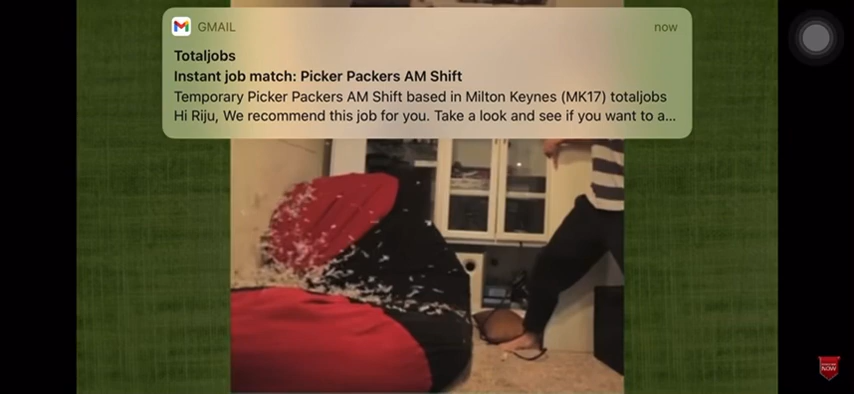 GMAIL
now
Totaljobs
Instant job match: Picker Packers AM Shift
Temporary Picker Packers AM Shift based in Milton Keynes (MK17) totaljobs
Hi Riju, We recommend this job for you. Take a look and see if you want to a...
NOW